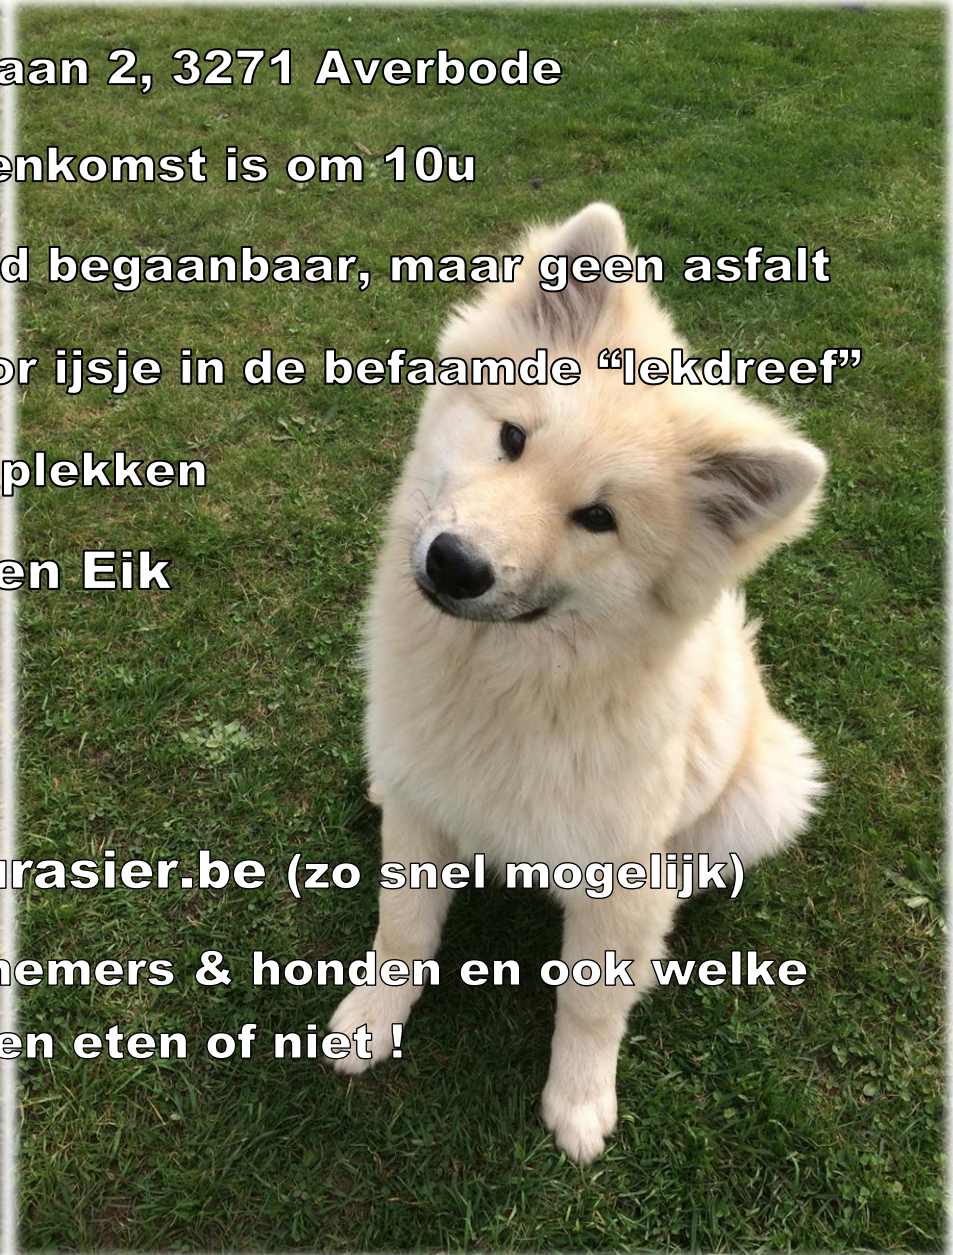 aan 2, 3271 Averbode
enkomst is om 10u
d begaanbaar, maar geen asfalt
or ijsje in de befaamde “lekdreef”
plekken
en Eik
urasier.be (zo snel mogelijk)
nemers & honden en ook welke
en eten of niet !